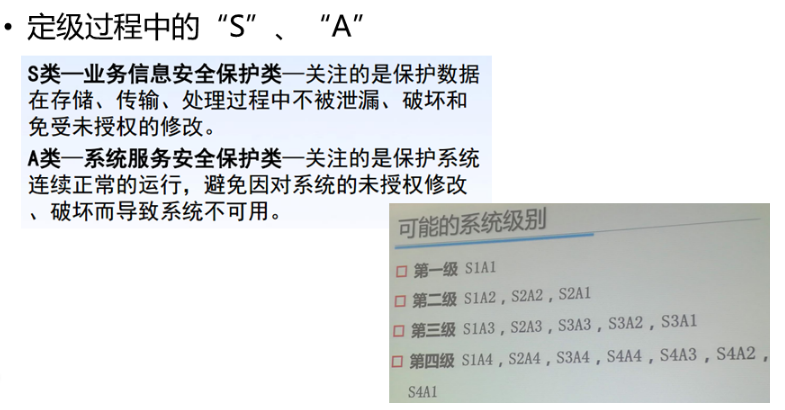 • 定级过程中的“S”、 “A”
S类—业务信息安全保护类—关注的是保护数据
在存储、传输、处理过程中不被泄漏、破坏和
免受未授权的修改。
A类—系统服务安全保护类—关注的是保护系统
连续正常的运行，避免因对系统的未授权修改
、破坏而导致系统不可用。
可能的系统级别
第一级 S1A1
第二级 S1A2，S2A2，S2A1
第三级 S1A3，S2A3，S3A3，S3A2，S3A1
第四级 S1A4，S2A4，S3A4，S4A4，S4A3，S4A2，
S4A1